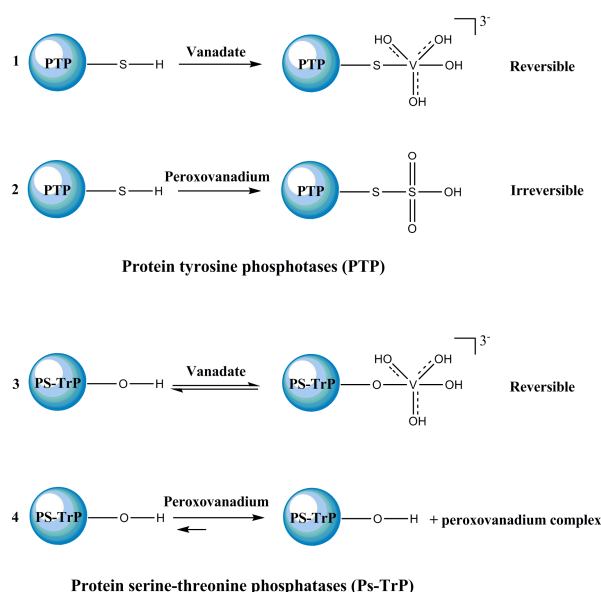 HO OH 3-
1 PTP S H Vanadate PTP S V OH Reversible
OH
O
2 PTP S H Peroxovanadium PTP S S OH Irreversible
O
Protein tyrosine phosphotases (PTP)
HO OH 3-
3 PS-TrP O H Vanadate PS-TrP O V OH Reversible
OH
4 PS-TrP O H Peroxovanadium PS-TrP O H + peroxovanadium complex
Protein serine-threonine phosphatases (Ps-TrP)